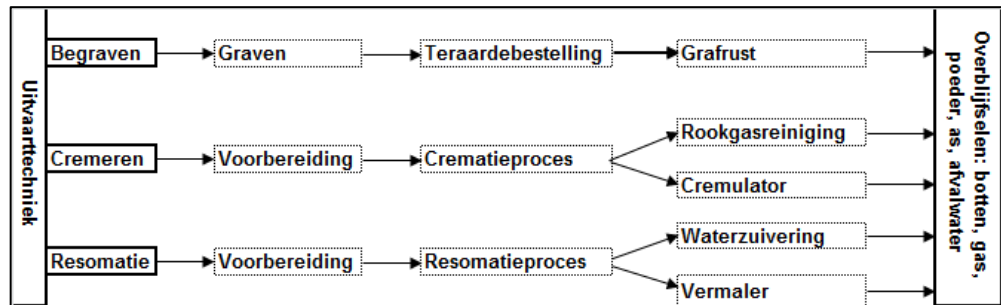 Uitvaarttechniek
Begraven
Graven
Teraardebestelling
Grafrust
Cremeren
Voorbereiding
Crematieproces
Rookgasreiniging
Cremulator
Resomatie
Voorbereiding
Resomatieproces
Waterzuivering
Vermaler
Overblijfselen: botten, gas,
poeder, as, afvalwater